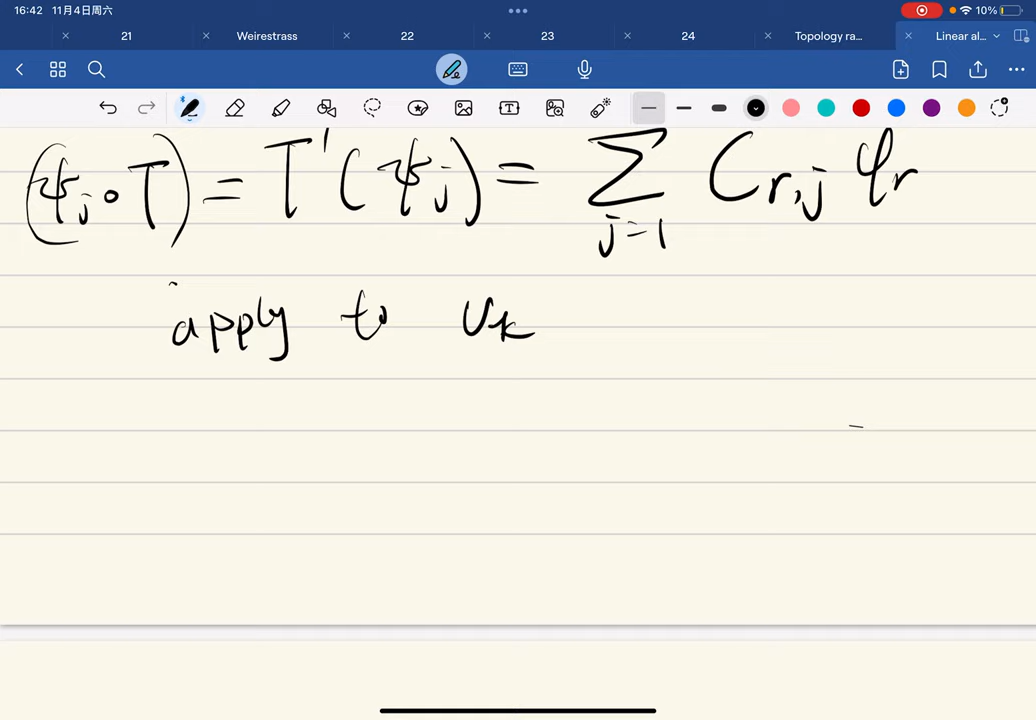 16:42 11月4日周六
10%
21 Weirestrass 22 23 24 Topology ra... Linear al...
(ψj∘T) = T'(ψj) = ∑ j=1 Cr,j φr
apply to vk